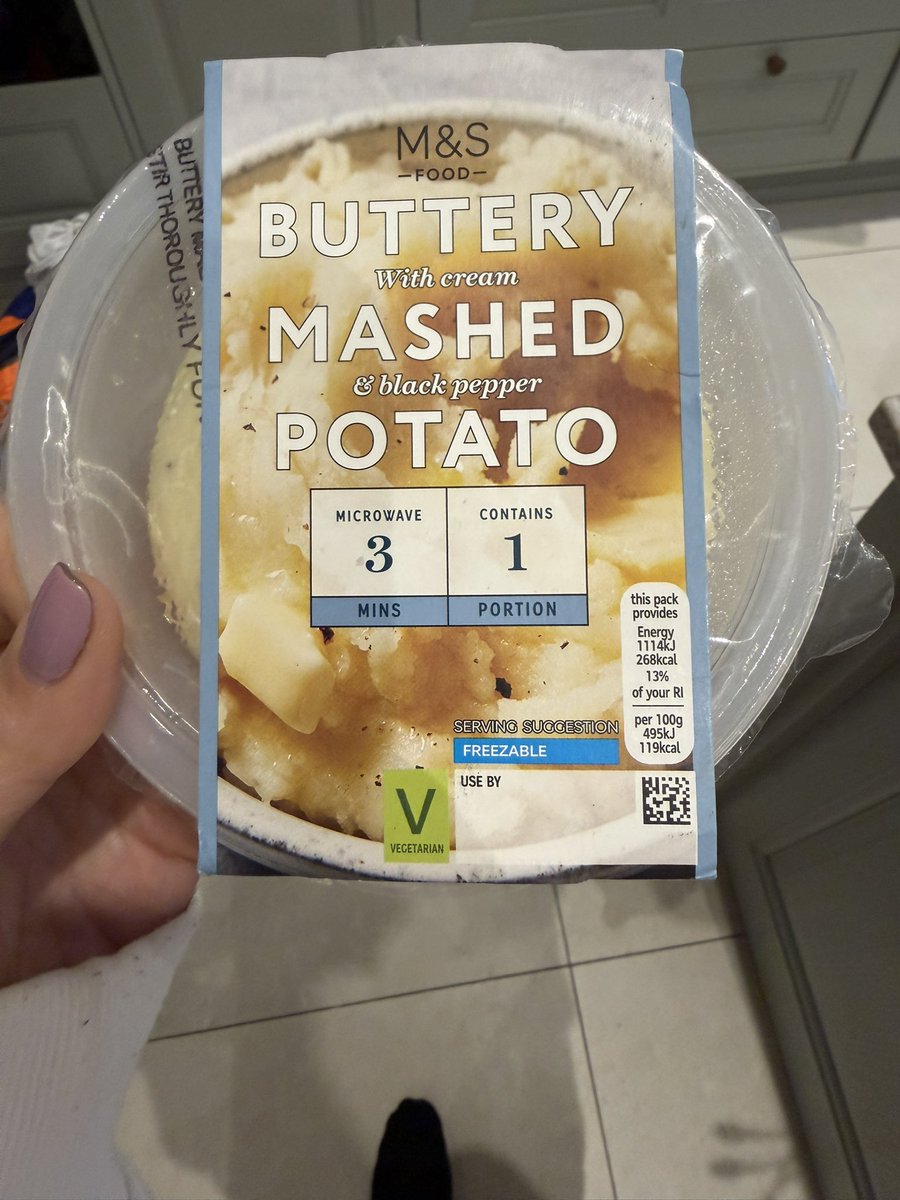 M&S
FOOD
BUTTERY
With cream
MASHED
& black pepper
POTATO
MICROWAVE
3
MINS
CONTAINS
1
PORTION
this pack
provides
Energy
1114kJ
268kcal
13%
of your RI
per 100g
495kJ
119kcal
SERVING SUGGESTION
FREEZABLE
USE BY
V
VEGETARIAN
BUTTERY
STIR THOROUGHLY